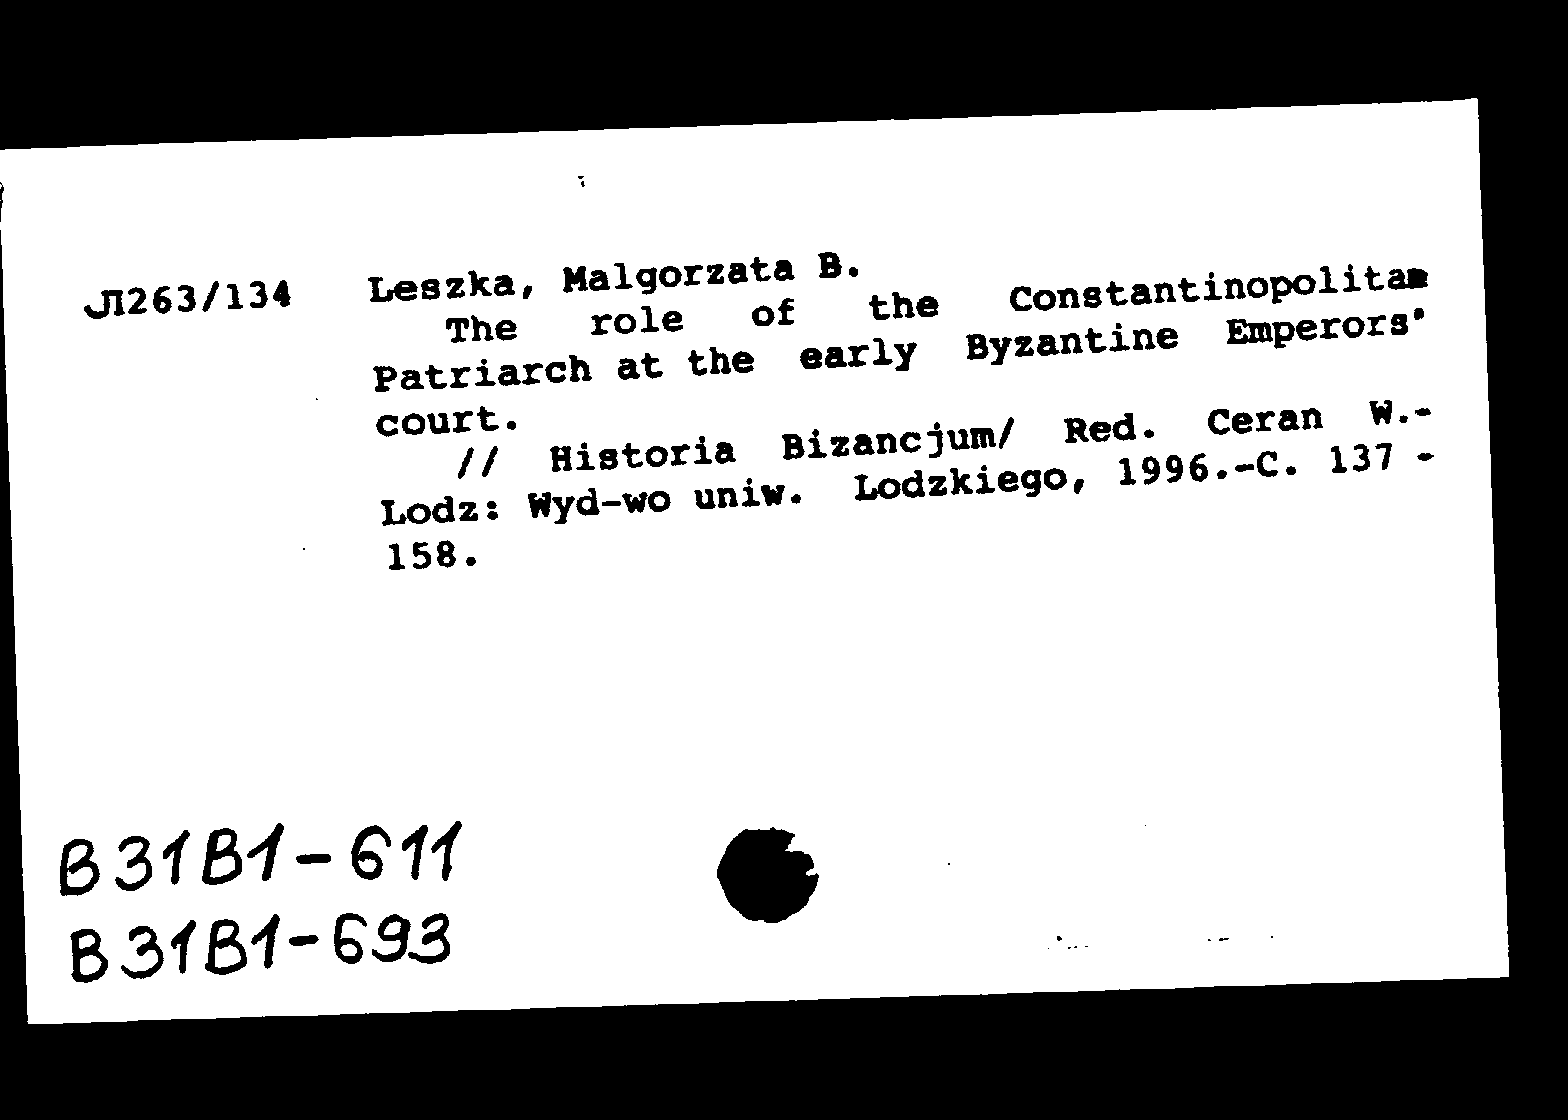 Л263/134 Leszka, Malgorzata B.
The role of the Constantinopolitan
Patriarch at the early Byzantine Emperors'
court.
// Historia Bizancjum/ Red. Ceran W.-
Lodz: Wyd-wo uniw. Lodzkiego, 1996.-С. 137 -
158.
В31В1-611
В31В1-693